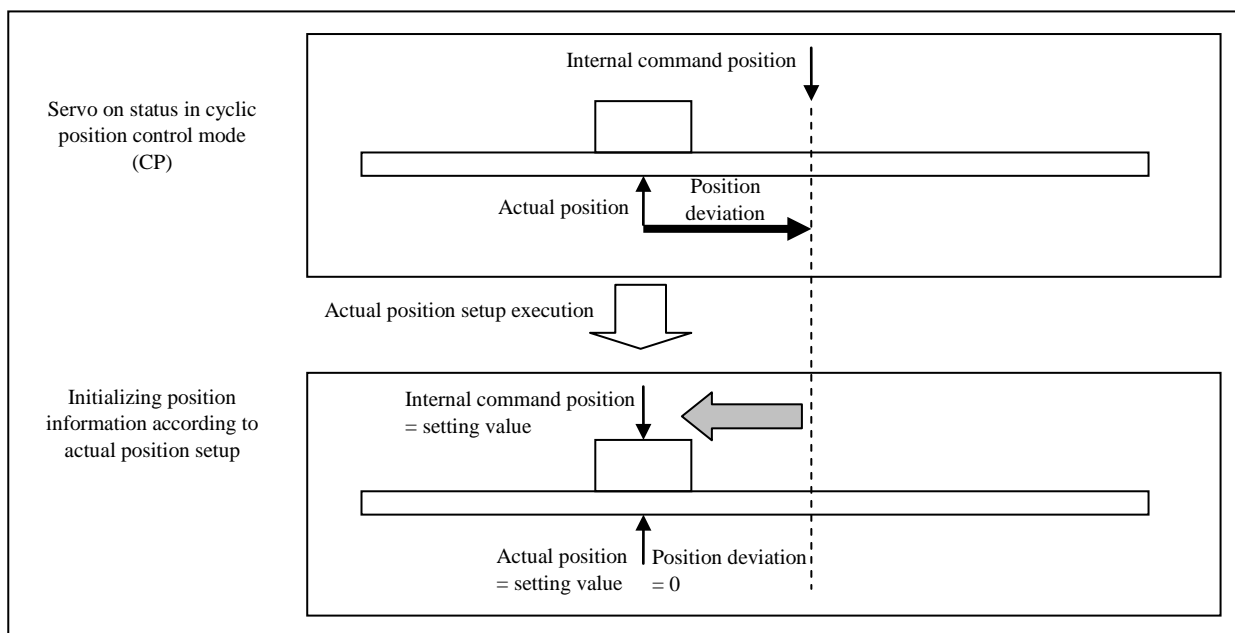 Internal command position
Servo on status in cyclic
position control mode
(CP)
Actual position
Position
deviation
Actual position setup execution
Initializing position
information according to
actual position setup
Internal command position
= setting value
Actual position
= setting value
Position deviation
= 0